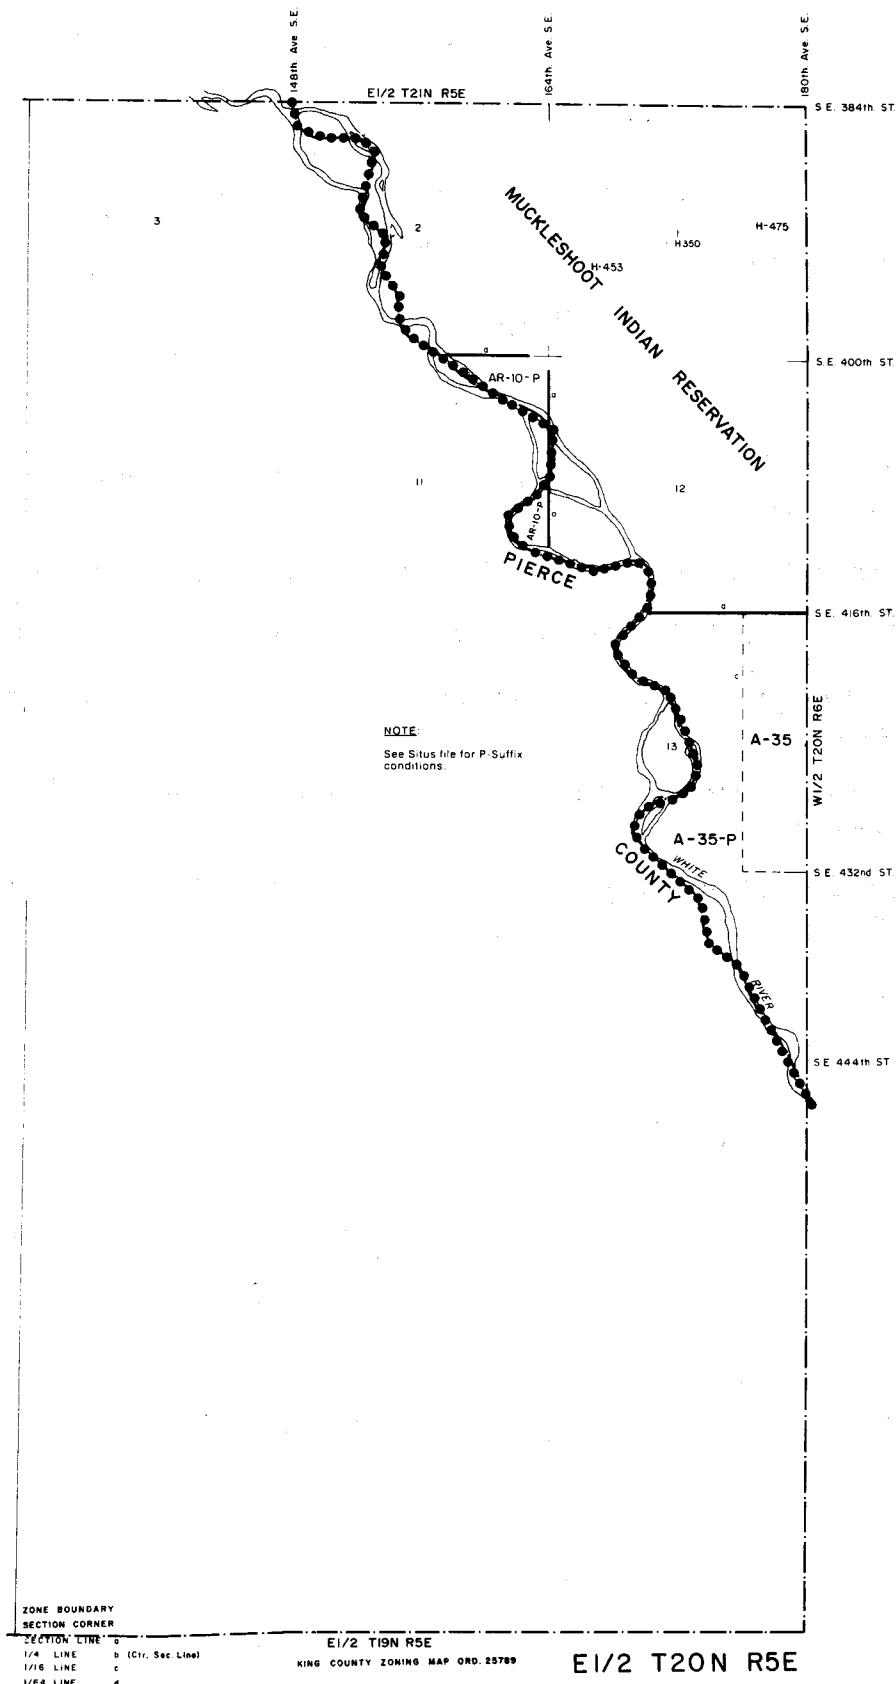 148th Ave S.E.
164th Ave. S.E.
180th Ave. S.E.
E1/2 T21N R5E
S.E. 384th ST.
3
2
MUCKLESHOOT INDIAN RESERVATION
H-475
H350
H-453
a
S.E. 400th ST.
AR-10-P
a
11
12
a
AR-10-P
PIERCE
a
S.E. 416th ST.
c
W1/2 T20N R6E
NOTE:
See Situs file for P-Suffix
conditions.
13
A-35
A-35-P
COUNTY
WHITE
S.E. 432nd ST.
RIVER
S.E. 444th ST
ZONE BOUNDARY
SECTION CORNER
SECTION LINE a
1/4 LINE b (Ctr. Sec. Line)
1/16 LINE c
1/64 LINE d
E1/2 T19N R5E
KING COUNTY ZONING MAP ORD. 25789
E1/2 T20N R5E